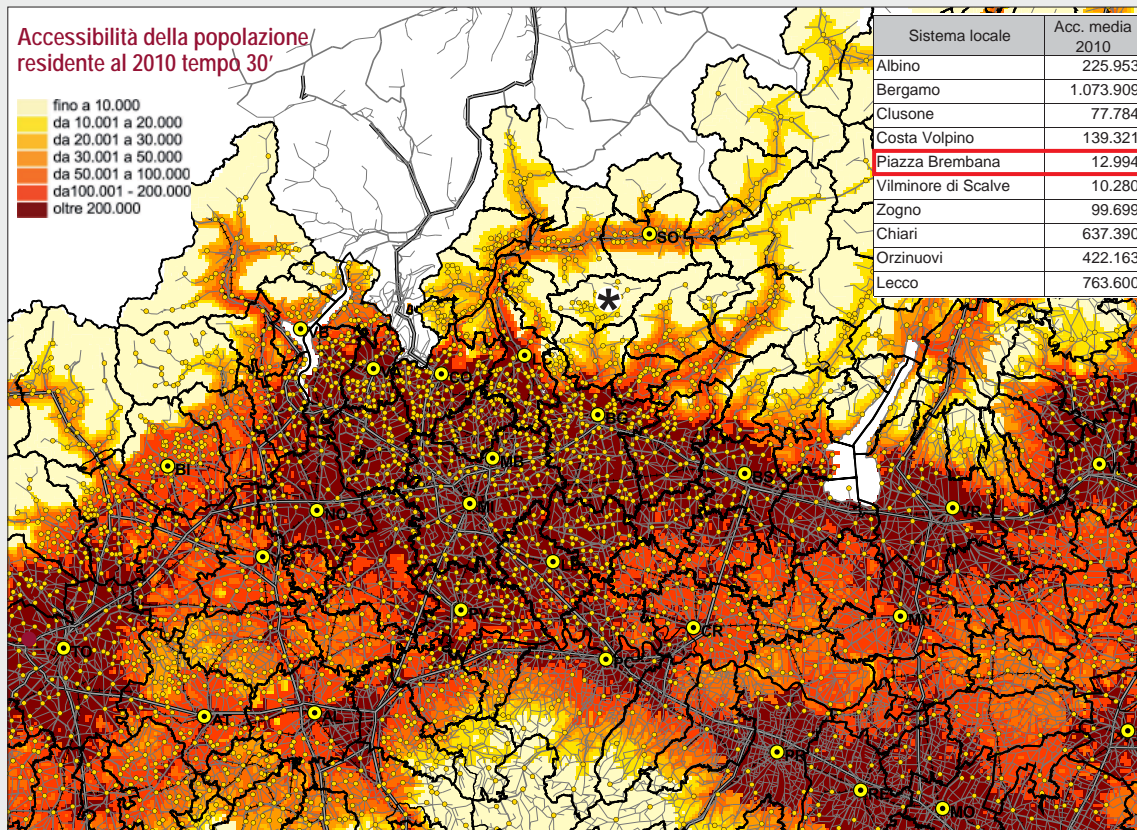 Accessibilità della popolazione
residente al 2010 tempo 30'
fino a 10.000
da 10.001 a 20.000
da 20.001 a 30.000
da 30.001 a 50.000
da 50.001 a 100.000
da100.001 - 200.000
oltre 200.000
Sistema locale Acc. media 2010
Albino 225.953
Bergamo 1.073.909
Clusone 77.784
Costa Volpino 139.321
Piazza Brembana 12.994
Vilminore di Scalve 10.280
Zogno 99.699
Chiari 637.390
Orzinuovi 422.163
Lecco 763.600
SO
*
VB
CO
BG
BI
MB
BS
NO
MI
VR
PV
CR
MN
TO
PC
AT
AL
PR
RE
MO